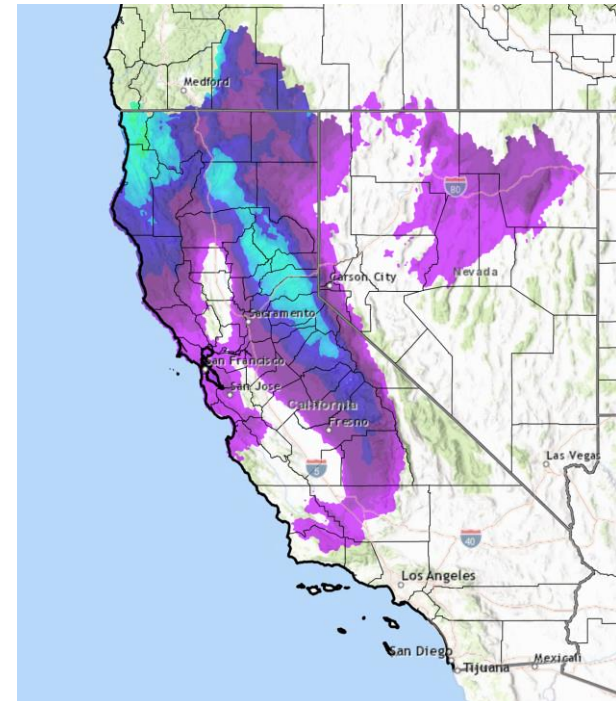 Medford
80
Nevada
Carson City
Sacramento
San Francisco
San Jose
California
Fresno
5
Las Vegas
40
Los Angeles
San Diego
Tijuana
Mexicali